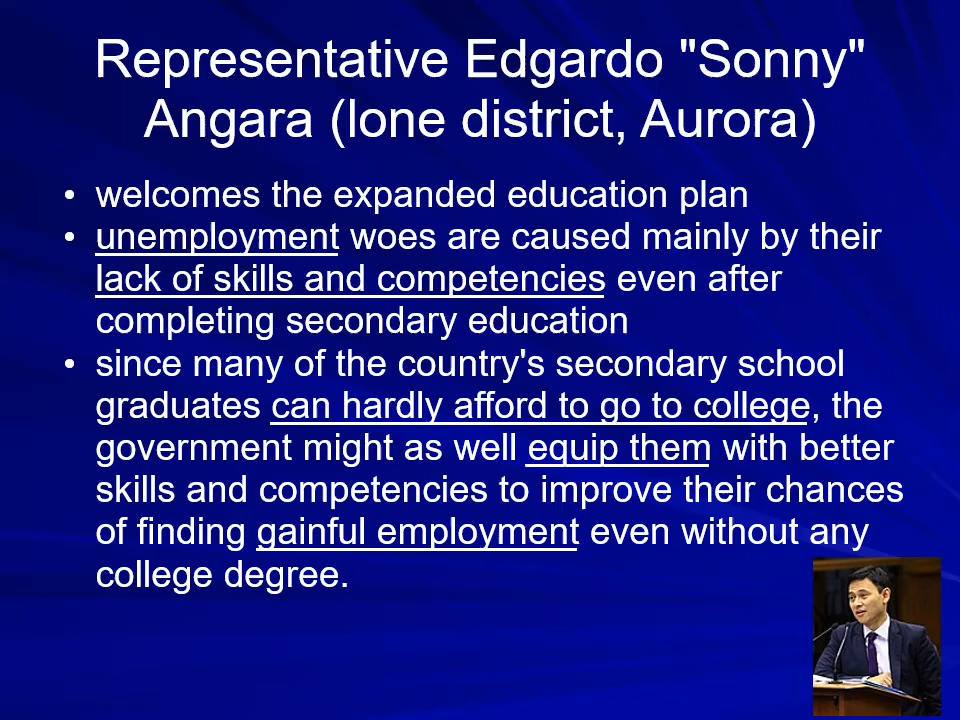 Representative Edgardo "Sonny"
Angara (lone district, Aurora)
• welcomes the expanded education plan
• unemployment woes are caused mainly by their
lack of skills and competencies even after
completing secondary education
• since many of the country's secondary school
graduates can hardly afford to go to college, the
government might as well equip them with better
skills and competencies to improve their chances
of finding gainful employment even without any
college degree.